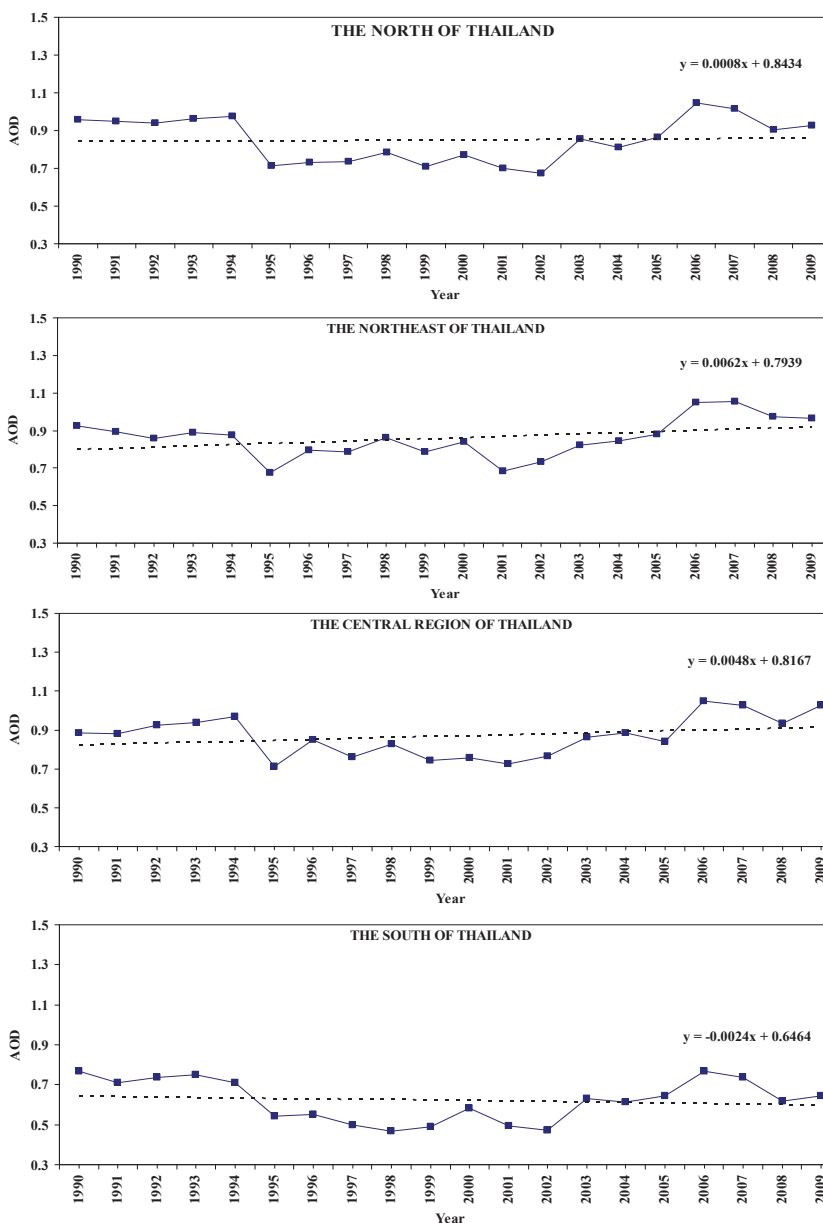 THE NORTH OF THAILAND
y = 0.0008x + 0.8434
AOD
1.5
1.3
1.1
0.9
0.7
0.5
0.3
1990 1991 1992 1993 1994 1995 1996 1997 1998 1999 2000 2001 2002 2003 2004 2005 2006 2007 2008 2009
Year
THE NORTHEAST OF THAILAND
y = 0.0062x + 0.7939
AOD
1.5
1.3
1.1
0.9
0.7
0.5
0.3
1990 1991 1992 1993 1994 1995 1996 1997 1998 1999 2000 2001 2002 2003 2004 2005 2006 2007 2008 2009
Year
THE CENTRAL REGION OF THAILAND
y = 0.0048x + 0.8167
AOD
1.5
1.3
1.1
0.9
0.7
0.5
0.3
1990 1991 1992 1993 1994 1995 1996 1997 1998 1999 2000 2001 2002 2003 2004 2005 2006 2007 2008 2009
Year
THE SOUTH OF THAILAND
y = -0.0024x + 0.6464
AOD
1.5
1.3
1.1
0.9
0.7
0.5
0.3
1990 1991 1992 1993 1994 1995 1996 1997 1998 1999 2000 2001 2002 2003 2004 2005 2006 2007 2008 2009
Year